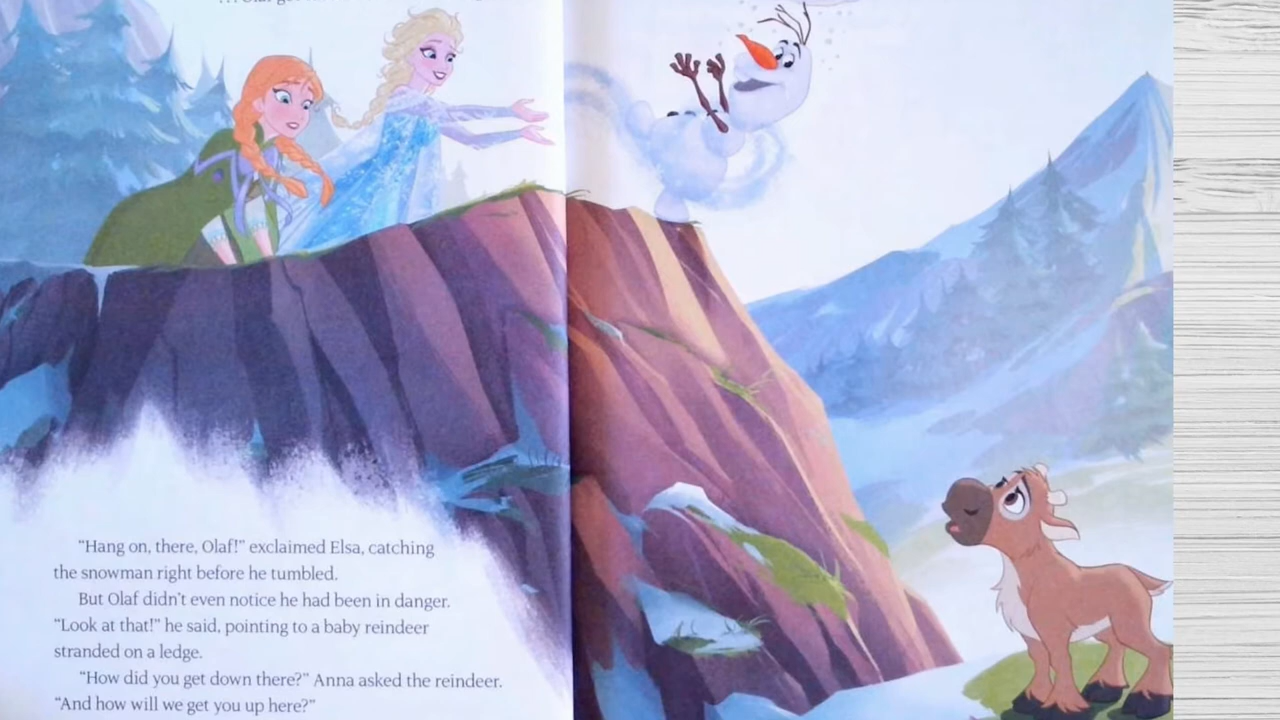 “Hang on, there, Olaf!” exclaimed Elsa, catching
the snowman right before he tumbled.
But Olaf didn’t even notice he had been in danger.
“Look at that!” he said, pointing to a baby reindeer
stranded on a ledge.
“How did you get down there?” Anna asked the reindeer.
“And how will we get you up here?”